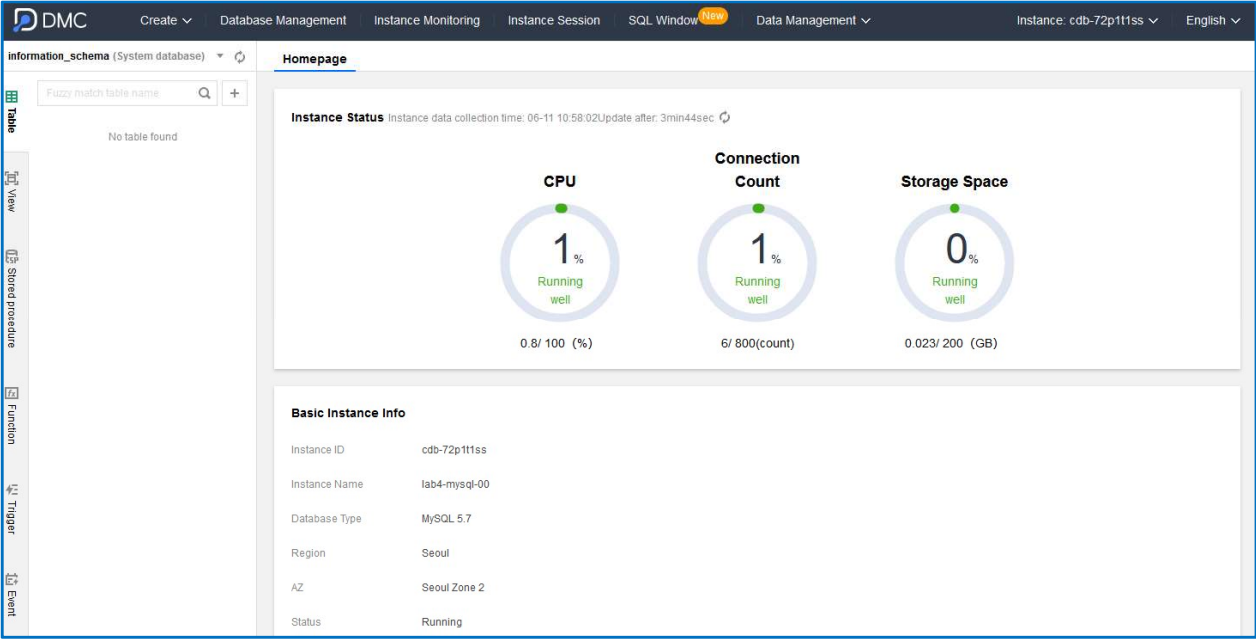 DMC Create Database Management Instance Monitoring Instance Session SQL Window New Data Management Instance: cdb-72p1t1ss English
information_schema (System database)
Homepage
Fuzzy match table name
+
No table found
Table
View
Stored procedure
Function
Trigger
Event
Instance Status Instance data collection time: 06-11 10:58:02Update after: 3min44sec
CPU
1%
Running
well
0.8/ 100 (%)
Connection
Count
1%
Running
well
6/ 800(count)
Storage Space
0%
Running
well
0.023/ 200 (GB)
Basic Instance Info
Instance ID cdb-72p1t1ss
Instance Name lab4-mysql-00
Database Type MySQL 5.7
Region Seoul
AZ Seoul Zone 2
Status Running